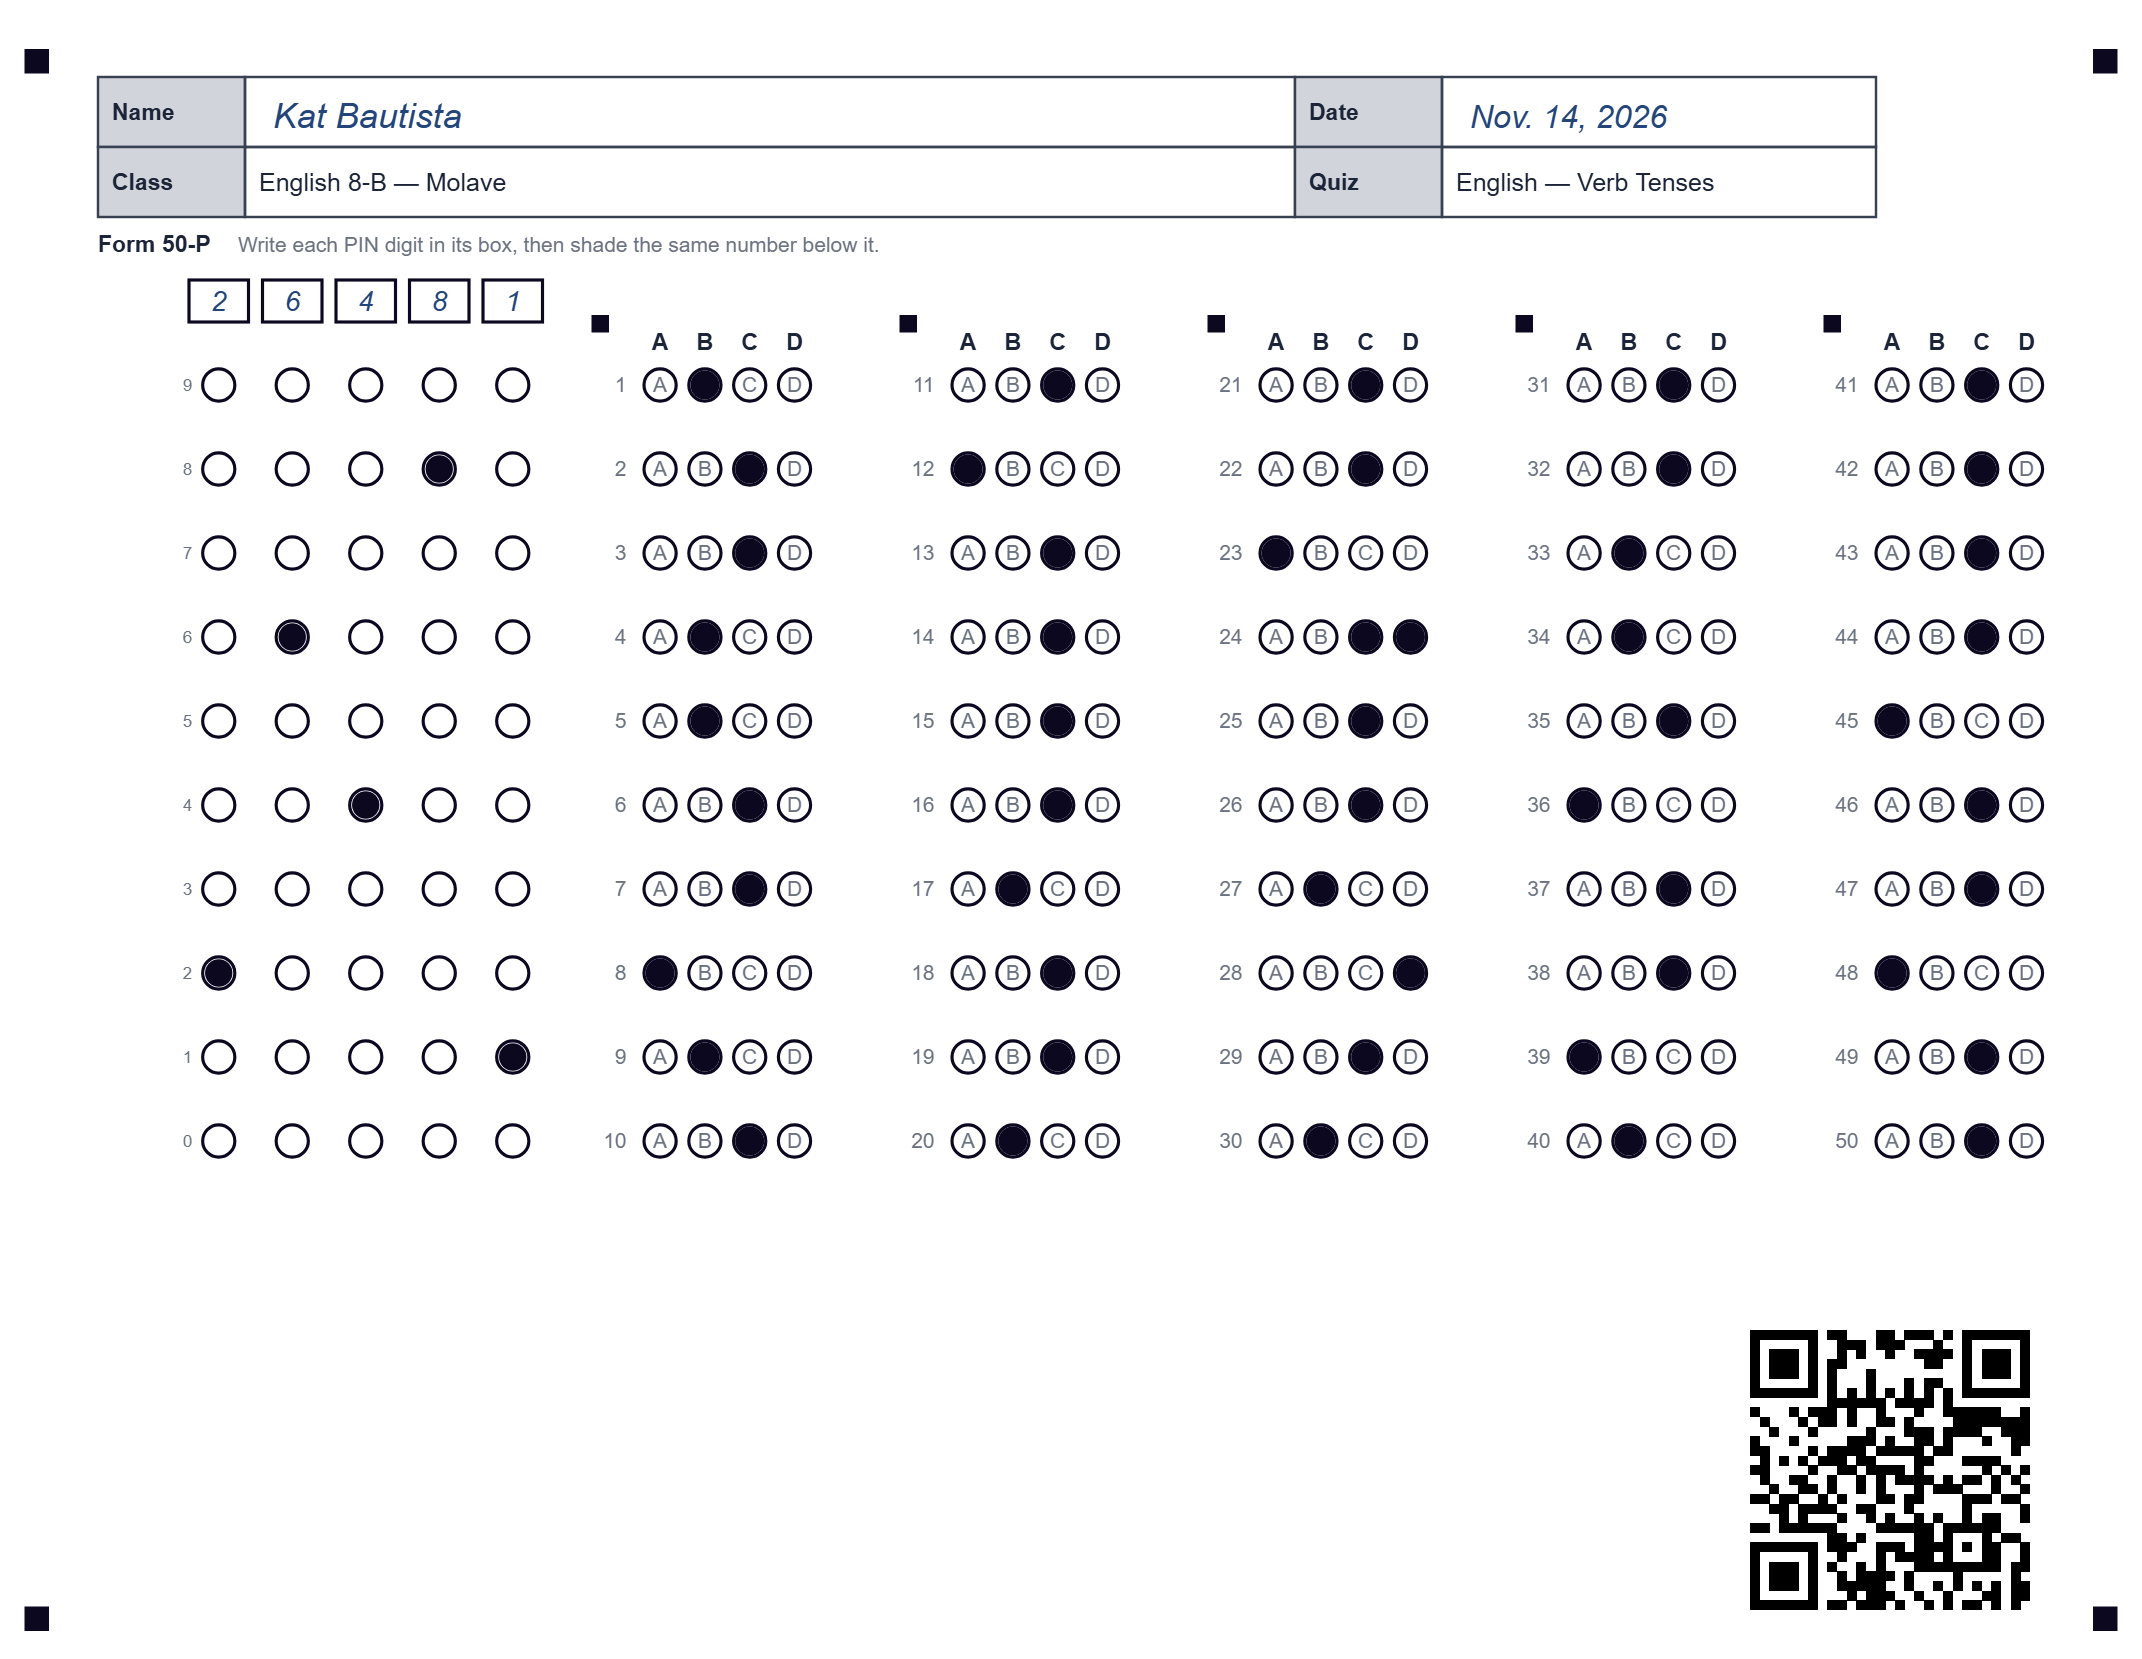 Name Kat Bautista Date Nov. 14, 2026
Class English 8-B — Molave Quiz English — Verb Tenses
Form 50-P Write each PIN digit in its box, then shade the same number below it.
2 6 4 8 1
A B C D A B C D A B C D A B C D A B C D
9 1 A C D 11 A B D 21 A B D 31 A B D 41 A B D
8 2 A B D 12 B C D 22 A B D 32 A B D 42 A B D
7 3 A B D 13 A B D 23 B C D 33 A C D 43 A B D
6 4 A C D 14 A B D 24 A B 34 A C D 44 A B D
5 5 A C D 15 A B D 25 A B D 35 A B D 45 B C D
4 6 A B D 16 A B D 26 A B D 36 B C D 46 A B D
3 7 A B D 17 A C D 27 A C D 37 A B D 47 A B D
2 8 B C D 18 A B D 28 A B C 38 A B D 48 B C D
1 9 A C D 19 A B D 29 A B D 39 B C D 49 A B D
0 10 A B D 20 A C D 30 A C D 40 A C D 50 A B D